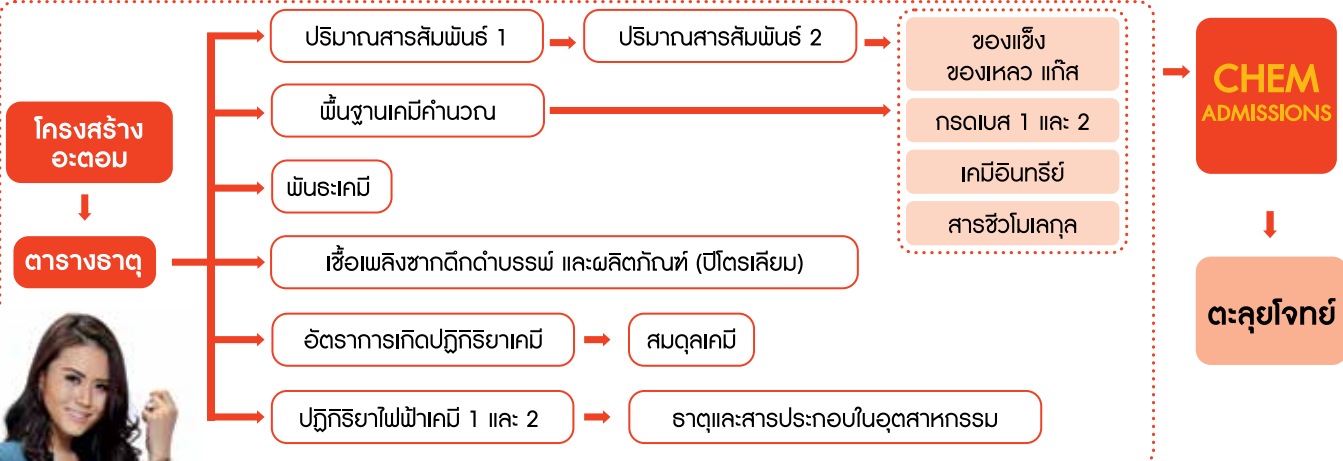 โครงสร้าง
อะตอม
ตารางธาตุ
ปริมาณสารสัมพันธ์ 1
ปริมาณสารสัมพันธ์ 2
พื้นฐานเคมีคำนวณ
พันธะเคมี
เชื้อเพลิงซากดึกดำบรรพ์ และผลิตภัณฑ์ (ปิโตรเลียม)
อัตราการเกิดปฏิกิริยาเคมี
สมดุลเคมี
ปฏิกิริยาไฟฟ้าเคมี 1 และ 2
ธาตุและสารประกอบในอุตสาหกรรม
ของแข็ง
ของเหลว แก๊ส
กรดเบส 1 และ 2
เคมีอินทรีย์
สารชีวโมเลกุล
CHEM
ADMISSIONS
ตะลุยโจทย์